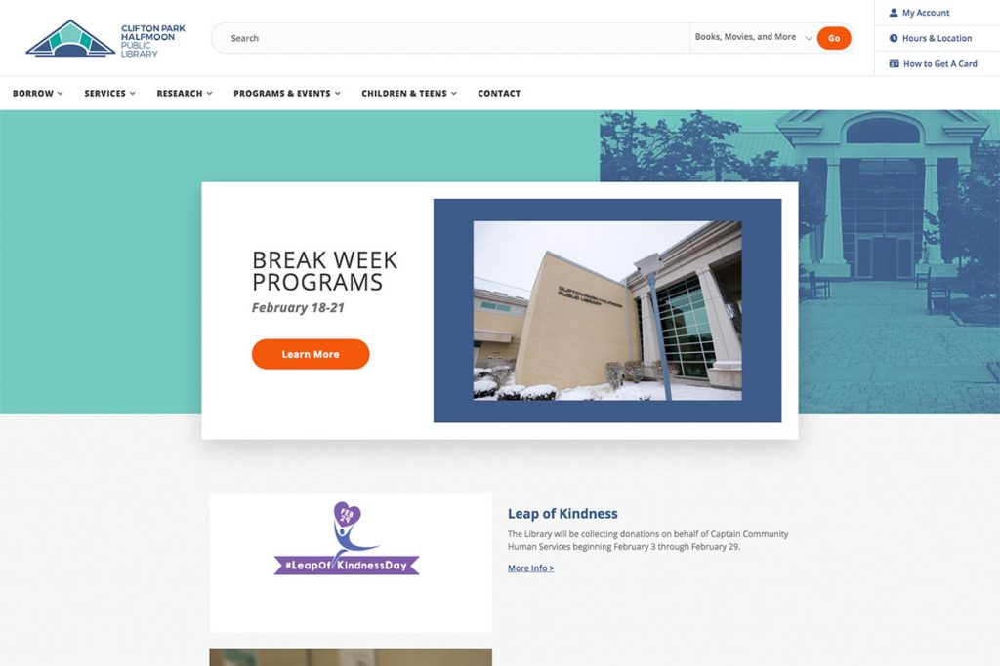 CLIFTON PARK
HALFMOON
PUBLIC
LIBRARY
Search
Books, Movies, and More
Go
My Account
Hours & Location
How to Get A Card
BORROW
SERVICES
RESEARCH
PROGRAMS & EVENTS
CHILDREN & TEENS
CONTACT
BREAK WEEK
PROGRAMS
February 18-21
Learn More
CLIFTON PARK-HALFMOON
PUBLIC LIBRARY
FEB
29
#LeapOfKindnessDay
Leap of Kindness
The Library will be collecting donations on behalf of Captain Community
Human Services beginning February 3 through February 29.
More Info >